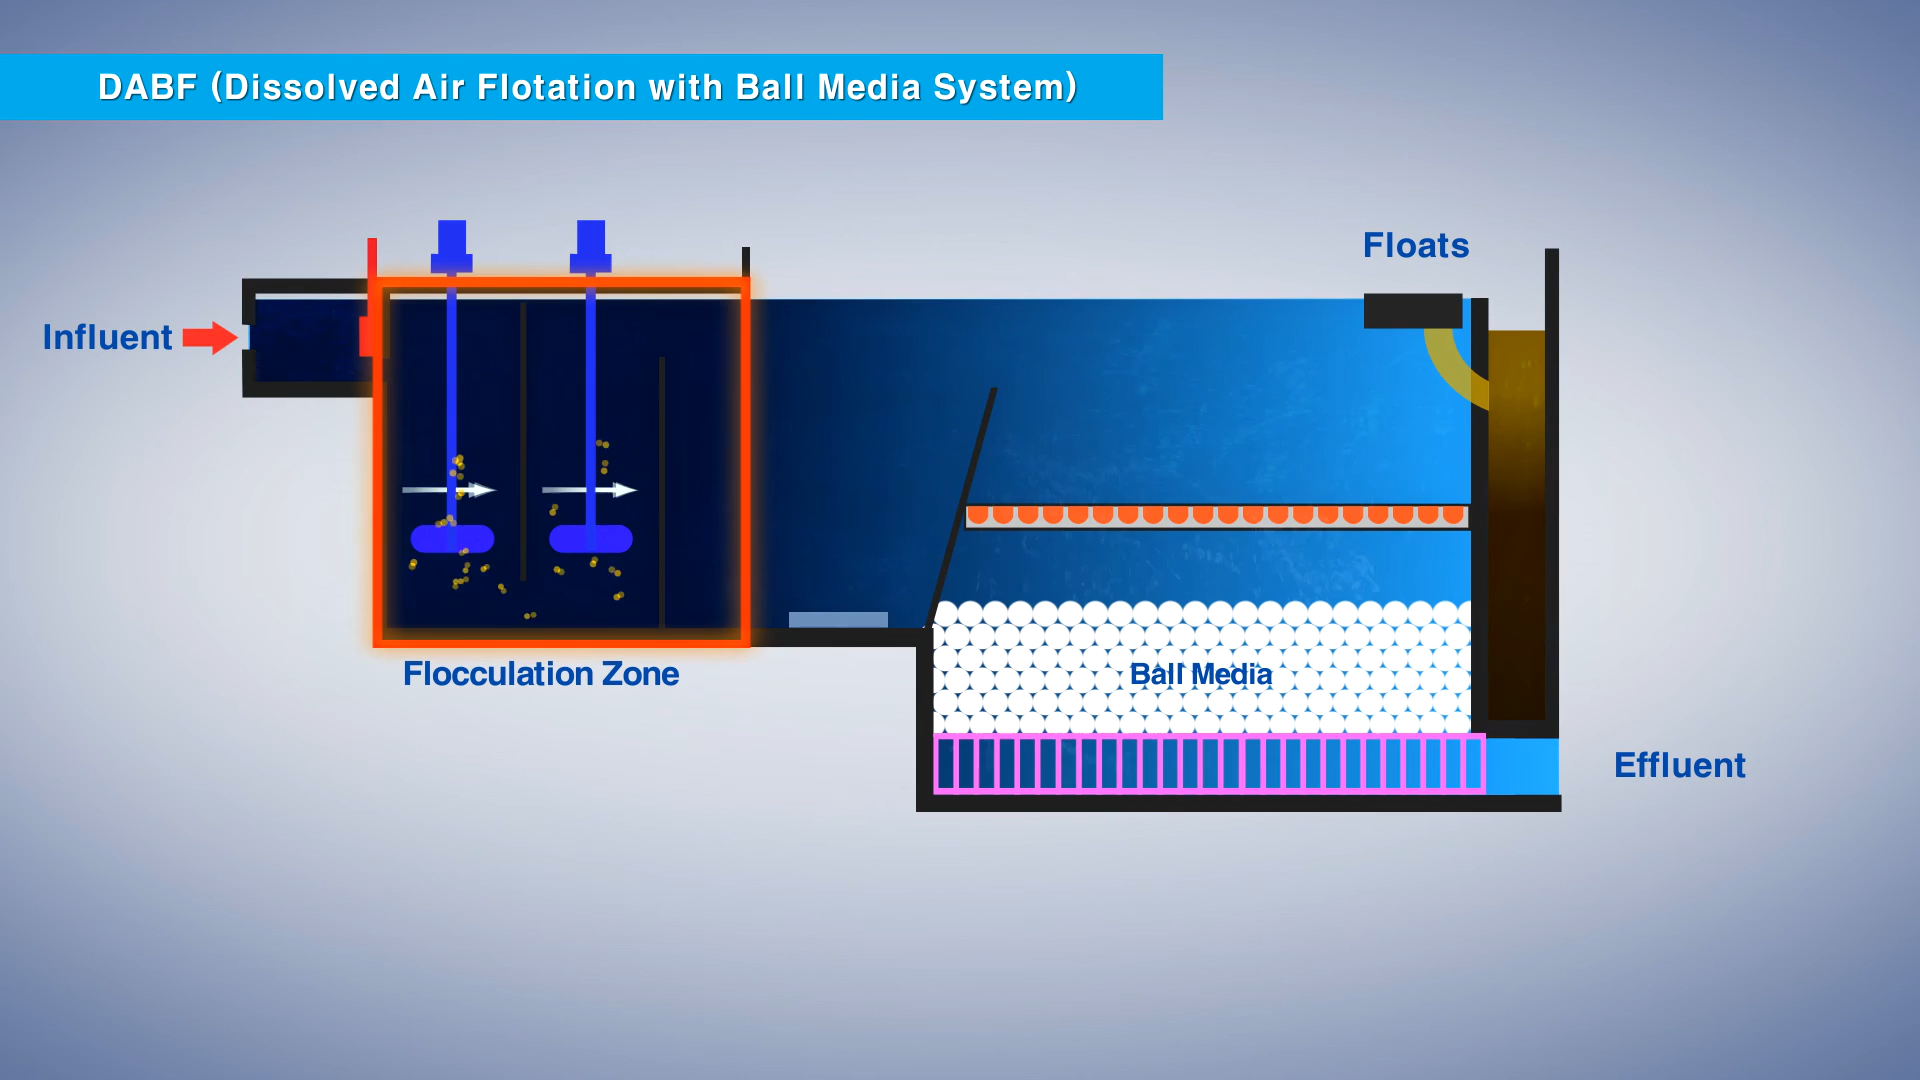 DABF (Dissolved Air Flotation with Ball Media System)
Floats
Influent
Flocculation Zone
Ball Media
Effluent